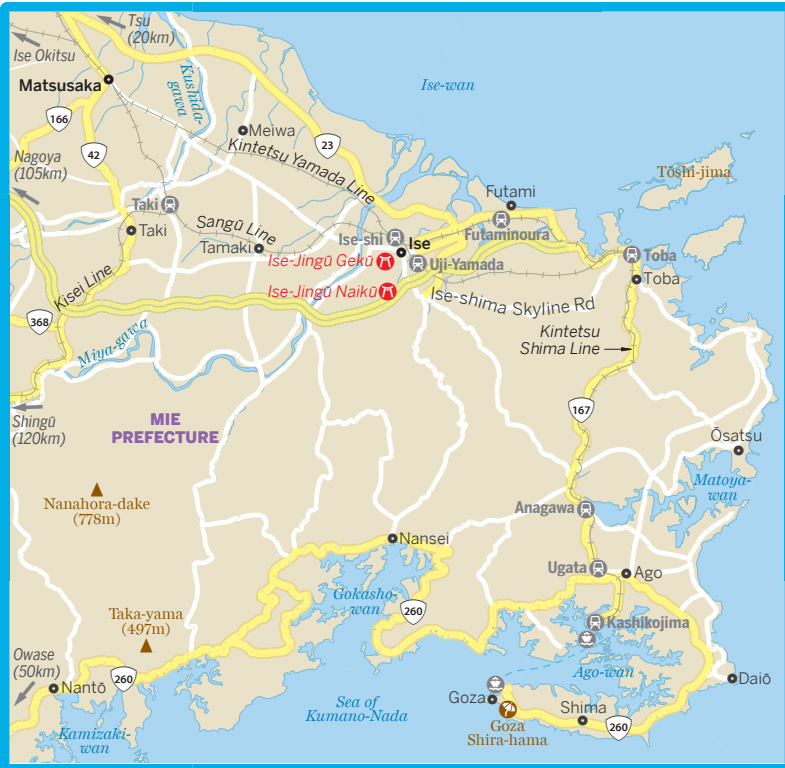 Tsu
(20km)
Ise Okitsu
Matsusaka
Kushida-
gawa
Ise-wan
166
42
Meiwa
23
Kintetsu Yamada Line
Nagoya
(105km)
Tōshi-jima
Futami
Taki
Taki
Sangū Line
Tamaki
Ise-shi
Ise
Futaminoura
Ise-Jingū Gekū
Uji-Yamada
Toba
Toba
Kisei Line
Ise-Jingū Naikū
Ise-shima Skyline Rd
368
Miya-gawa
Kintetsu
Shima Line
Shingū
(120km)
MIE
PREFECTURE
167
Ōsatsu
Matoya-
wan
Nanahora-dake
(778m)
Anagawa
Nansei
Ugata
Ago
Gokasho-
wan
260
Taka-yama
(497m)
Kashikojima
Owase
(50km)
Nantō
260
Ago-wan
Daiō
Sea of
Kumano-Nada
Goza
Shima
Goza
Shira-hama
260
Kamizaki-
wan